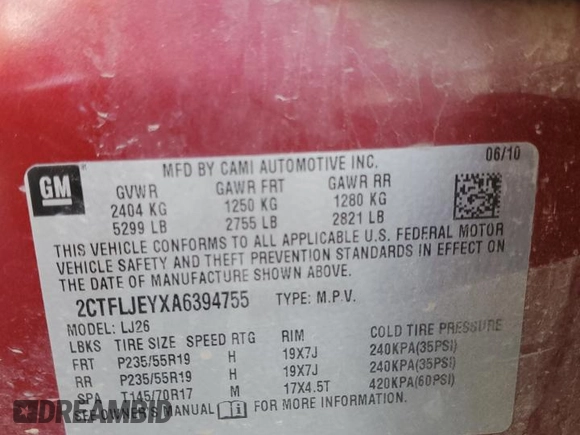 GM
MFD BY CAMI AUTOMOTIVE INC.
06/10
GVWR GAWR FRT GAWR RR
2404 KG 1250 KG 1280 KG
5299 LB 2755 LB 2821 LB
THIS VEHICLE CONFORMS TO ALL APPLICABLE U.S. FEDERAL MOTOR
VEHICLE SAFETY AND THEFT PREVENTION STANDARDS IN EFFECT ON
THE DATE OF MANUFACTURE SHOWN ABOVE.
2CTFLJEYXA6394755 TYPE: M.P.V.
MODEL: LJ26
LBKS TIRE SIZE SPEED RTG RIM COLD TIRE PRESSURE
FRT P235/55R19 H 19X7J 240KPA(35PSI)
RR P235/55R19 H 19X7J 240KPA(35PSI)
SPA T145/70R17 M 17X4.5T 420KPA(60PSI)
SEE OWNER'S MANUAL FOR MORE INFORMATION.
DREAMBID